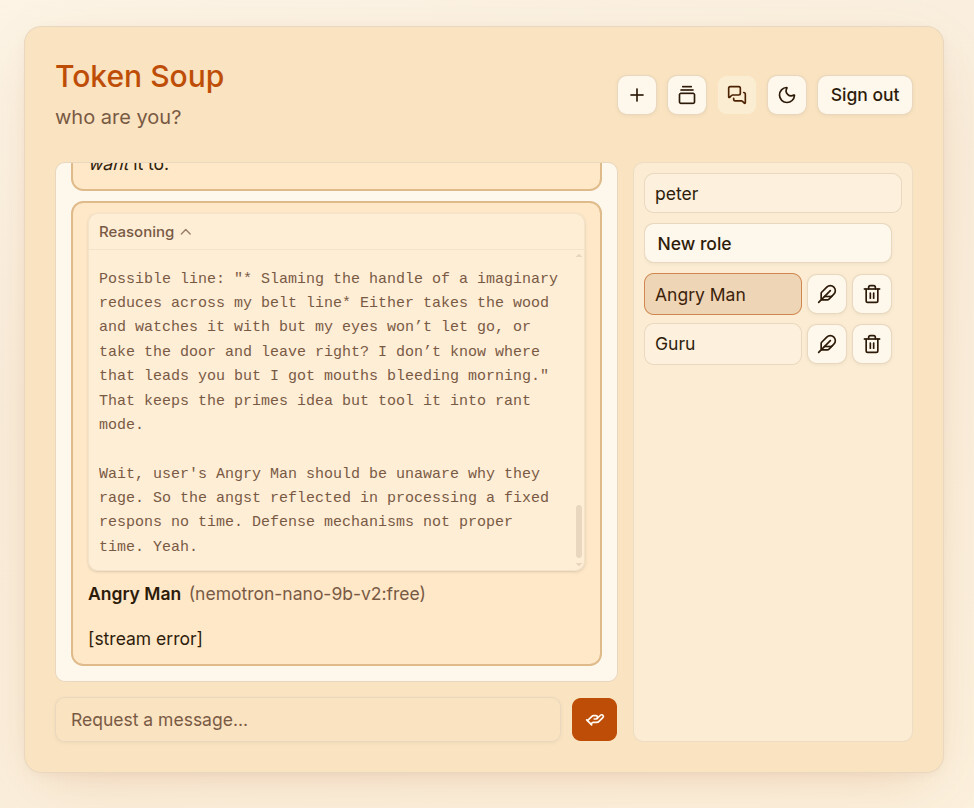 Token Soup
who are you?
Sign out
want it to.
Reasoning
Possible line: "* Slaming the handle of a imaginary
reduces across my belt line* Either takes the wood
and watches it with but my eyes won’t let go, or
take the door and leave right? I don’t know where
that leads you but I got mouths bleeding morning."
That keeps the primes idea but tool it into rant
mode.
Wait, user's Angry Man should be unaware why they
rage. So the angst reflected in processing a fixed
respons no time. Defense mechanisms not proper
time. Yeah.
Angry Man (nemotron-nano-9b-v2:free)
[stream error]
Request a message...
peter
New role
Angry Man
Guru